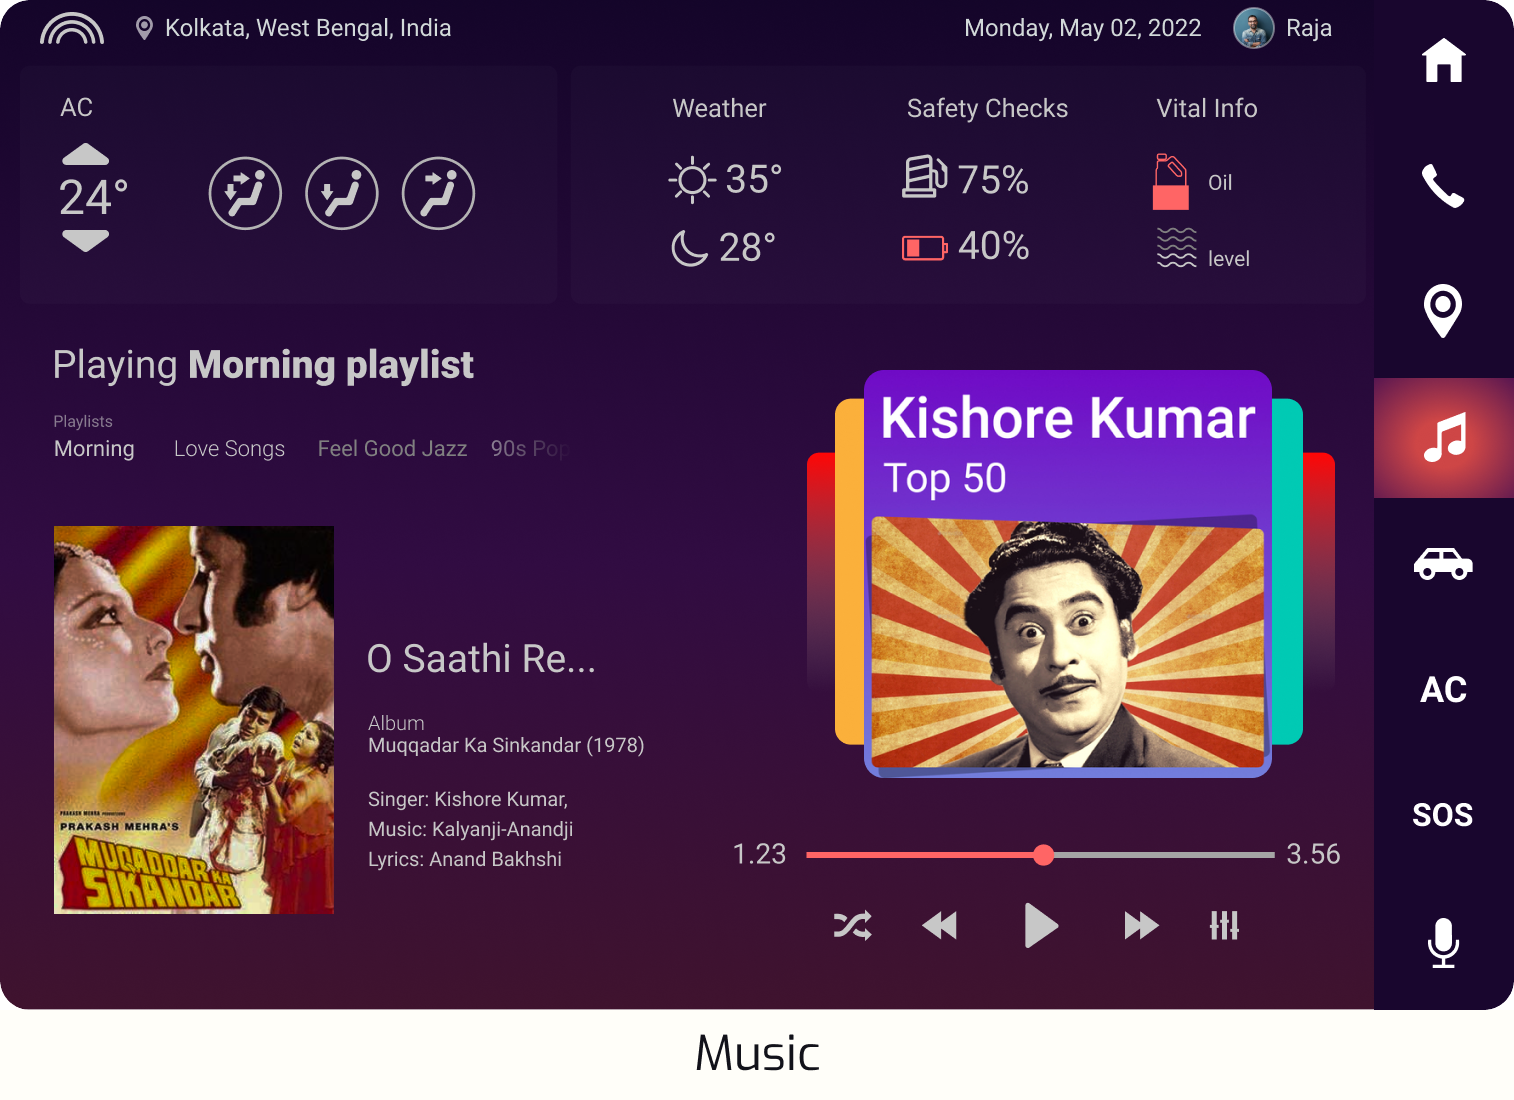 Kolkata, West Bengal, India
Monday, May 02, 2022
Raja
AC
24°
Weather
35°
28°
Safety Checks
75%
40%
Vital Info
Oil
level
Playing Morning playlist
Playlists
Morning Love Songs Feel Good Jazz 90s Pop
PRAKASH MEHRA'S
MUQADDAR KA
SIKANDAR
O Saathi Re...
Album
Muqqadar Ka Sinkandar (1978)
Singer: Kishore Kumar,
Music: Kalyanji-Anandji
Lyrics: Anand Bakhshi
Kishore Kumar
Top 50
1.23
3.56
AC
SOS
Music